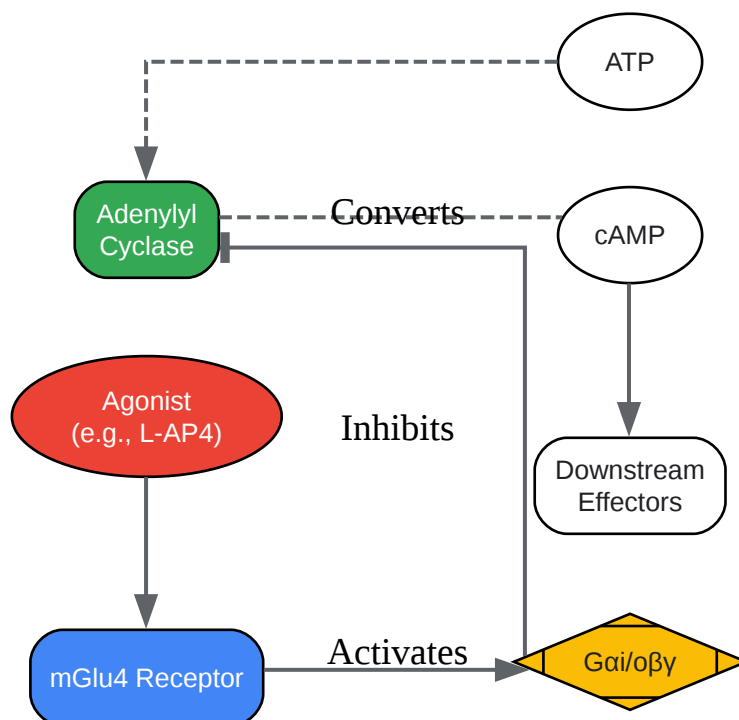 ATP
Adenylyl
Cyclase
Converts
cAMP
Agonist
(e.g., L-AP4)
Inhibits
Downstream
Effectors
mGlu4 Receptor
Activates
Gαi/oβγ